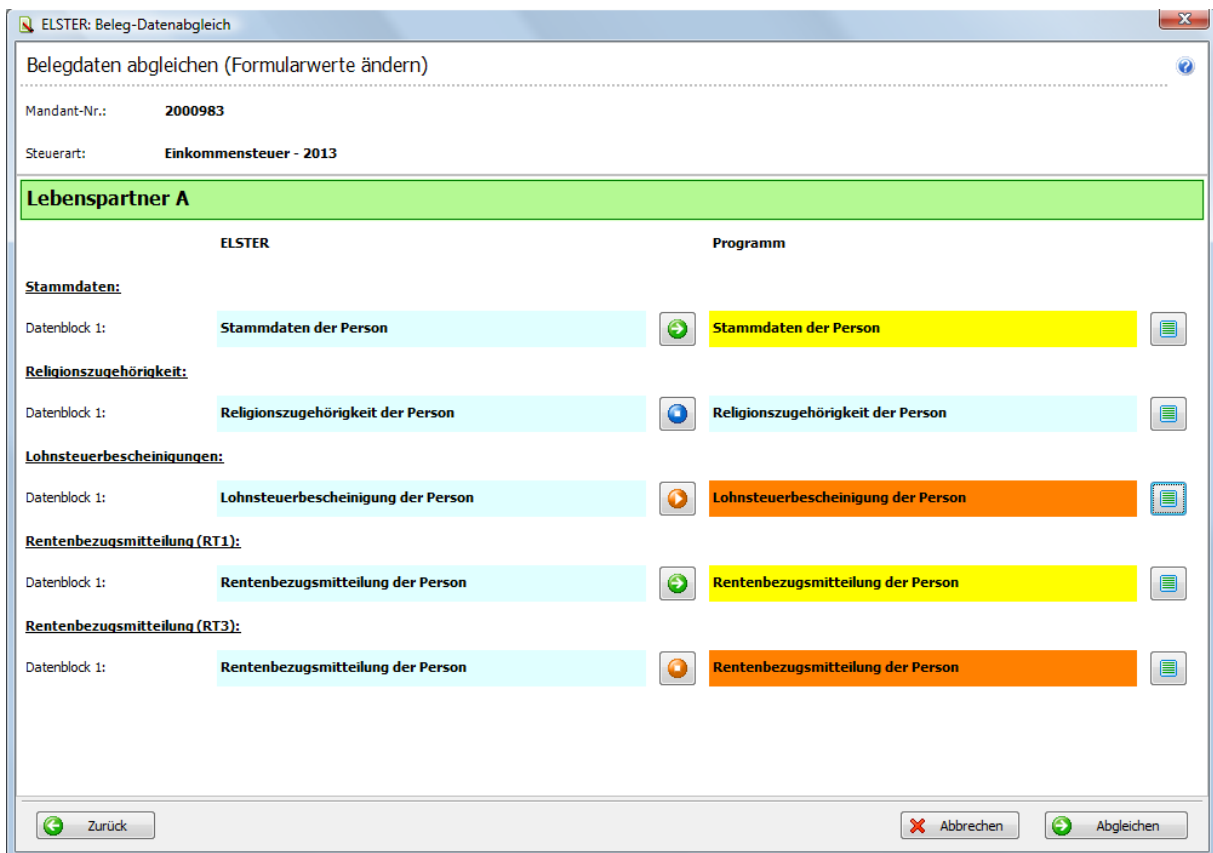 ELSTER: Beleg-Datenabgleich
Belegdaten abgleichen (Formularwerte ändern)
Mandant-Nr.: 2000983
Steuerart: Einkommensteuer - 2013
Lebenspartner A
ELSTER Programm
Stammdaten:
Datenblock 1: Stammdaten der Person Stammdaten der Person
Religionszugehörigkeit:
Datenblock 1: Religionszugehörigkeit der Person Religionszugehörigkeit der Person
Lohnsteuerbescheinigungen:
Datenblock 1: Lohnsteuerbescheinigung der Person Lohnsteuerbescheinigung der Person
Rentenbezugsmitteilung (RT1):
Datenblock 1: Rentenbezugsmitteilung der Person Rentenbezugsmitteilung der Person
Rentenbezugsmitteilung (RT3):
Datenblock 1: Rentenbezugsmitteilung der Person Rentenbezugsmitteilung der Person
Zurück Abbrechen Abgleichen